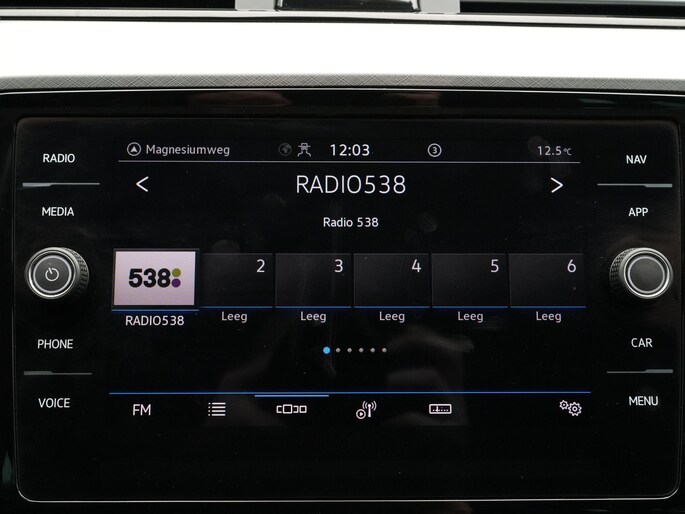 RADIO
MEDIA
PHONE
VOICE
Magnesiumweg
12:03
3
12.5°C
RADIO538
Radio 538
538
2
3
4
5
6
RADIO538
Leeg
Leeg
Leeg
Leeg
Leeg
FM
NAV
APP
CAR
MENU